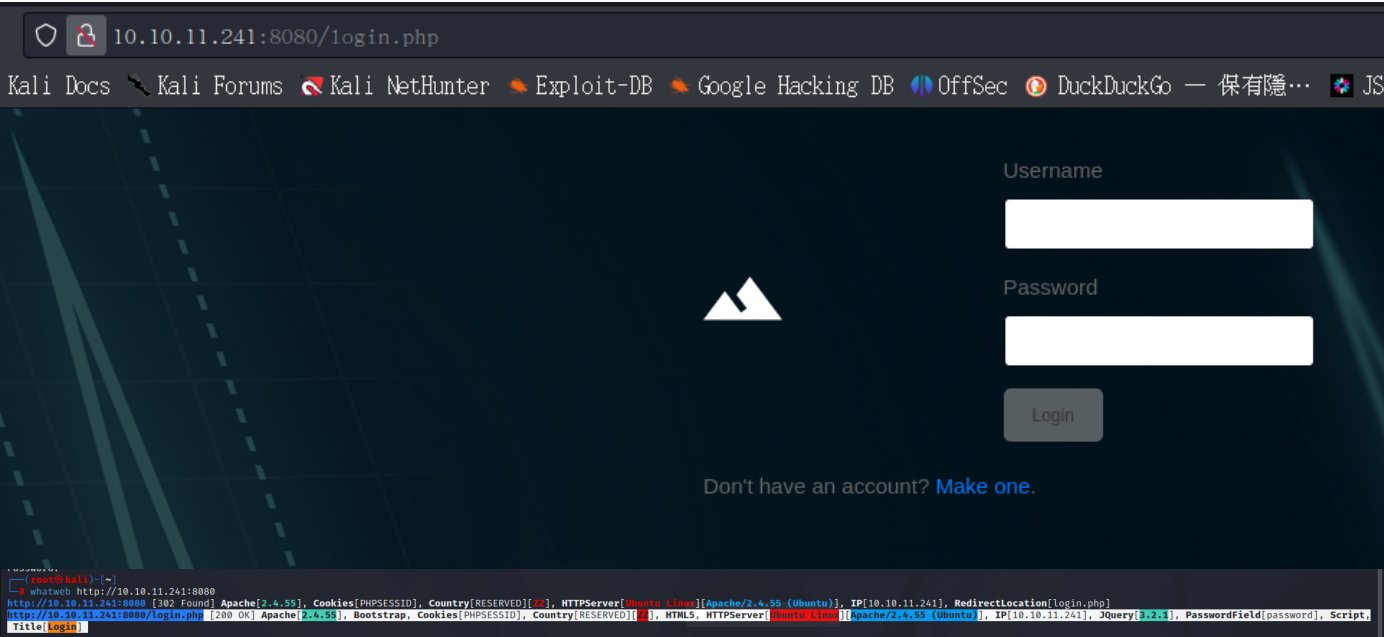 10.10.11.241:8080/login.php
Kali Docs Kali Forums Kali NetHunter Exploit-DB Google Hacking DB OffSec DuckDuckGo — 保有隱… JS
Username
Password
Login
Don't have an account? Make one.
┌──(root㉿kali)-[~]
└─# whatweb http://10.10.11.241:8080
http://10.10.11.241:8080 [302 Found] Apache[2.4.55], Cookies[PHPSESSID], Country[RESERVED][ZZ], HTTPServer[Ubuntu Linux][Apache/2.4.55 (Ubuntu)], IP[10.10.11.241], RedirectLocation[login.php]
http://10.10.11.241:8080/login.php [200 OK] Apache[2.4.55], Bootstrap, Cookies[PHPSESSID], Country[RESERVED][ZZ], HTML5, HTTPServer[Ubuntu Linux][Apache/2.4.55 (Ubuntu)], IP[10.10.11.241], JQuery[3.2.1], PasswordField[password], Script,
Title[Login]